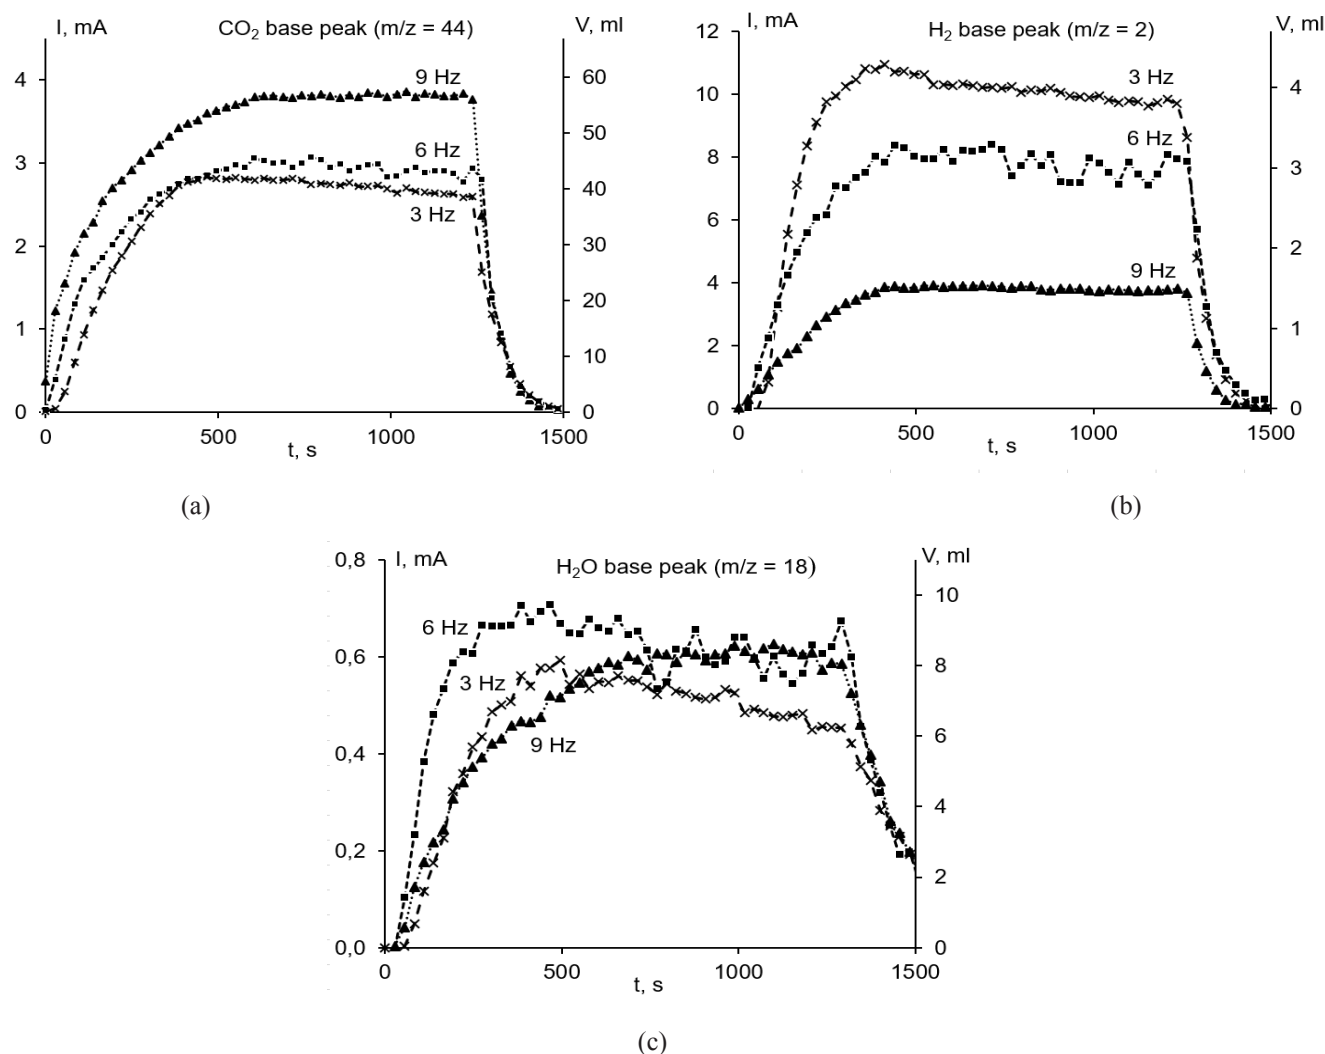 I, mA
CO₂ base peak (m/z = 44)
V, ml
4
3
2
1
0
60
50
40
30
20
10
0
9 Hz
6 Hz
3 Hz
0 500 1000 1500
t, s
(a)
I, mA
H₂ base peak (m/z = 2)
V, ml
12
10
8
6
4
2
0
4
3
2
1
0
3 Hz
6 Hz
9 Hz
0 500 1000 1500
t, s
(b)
I, mA
H₂O base peak (m/z = 18)
V, ml
0,8
0,6
0,4
0,2
0,0
10
8
6
4
2
0
6 Hz
3 Hz
9 Hz
0 500 1000 1500
t, s
(c)